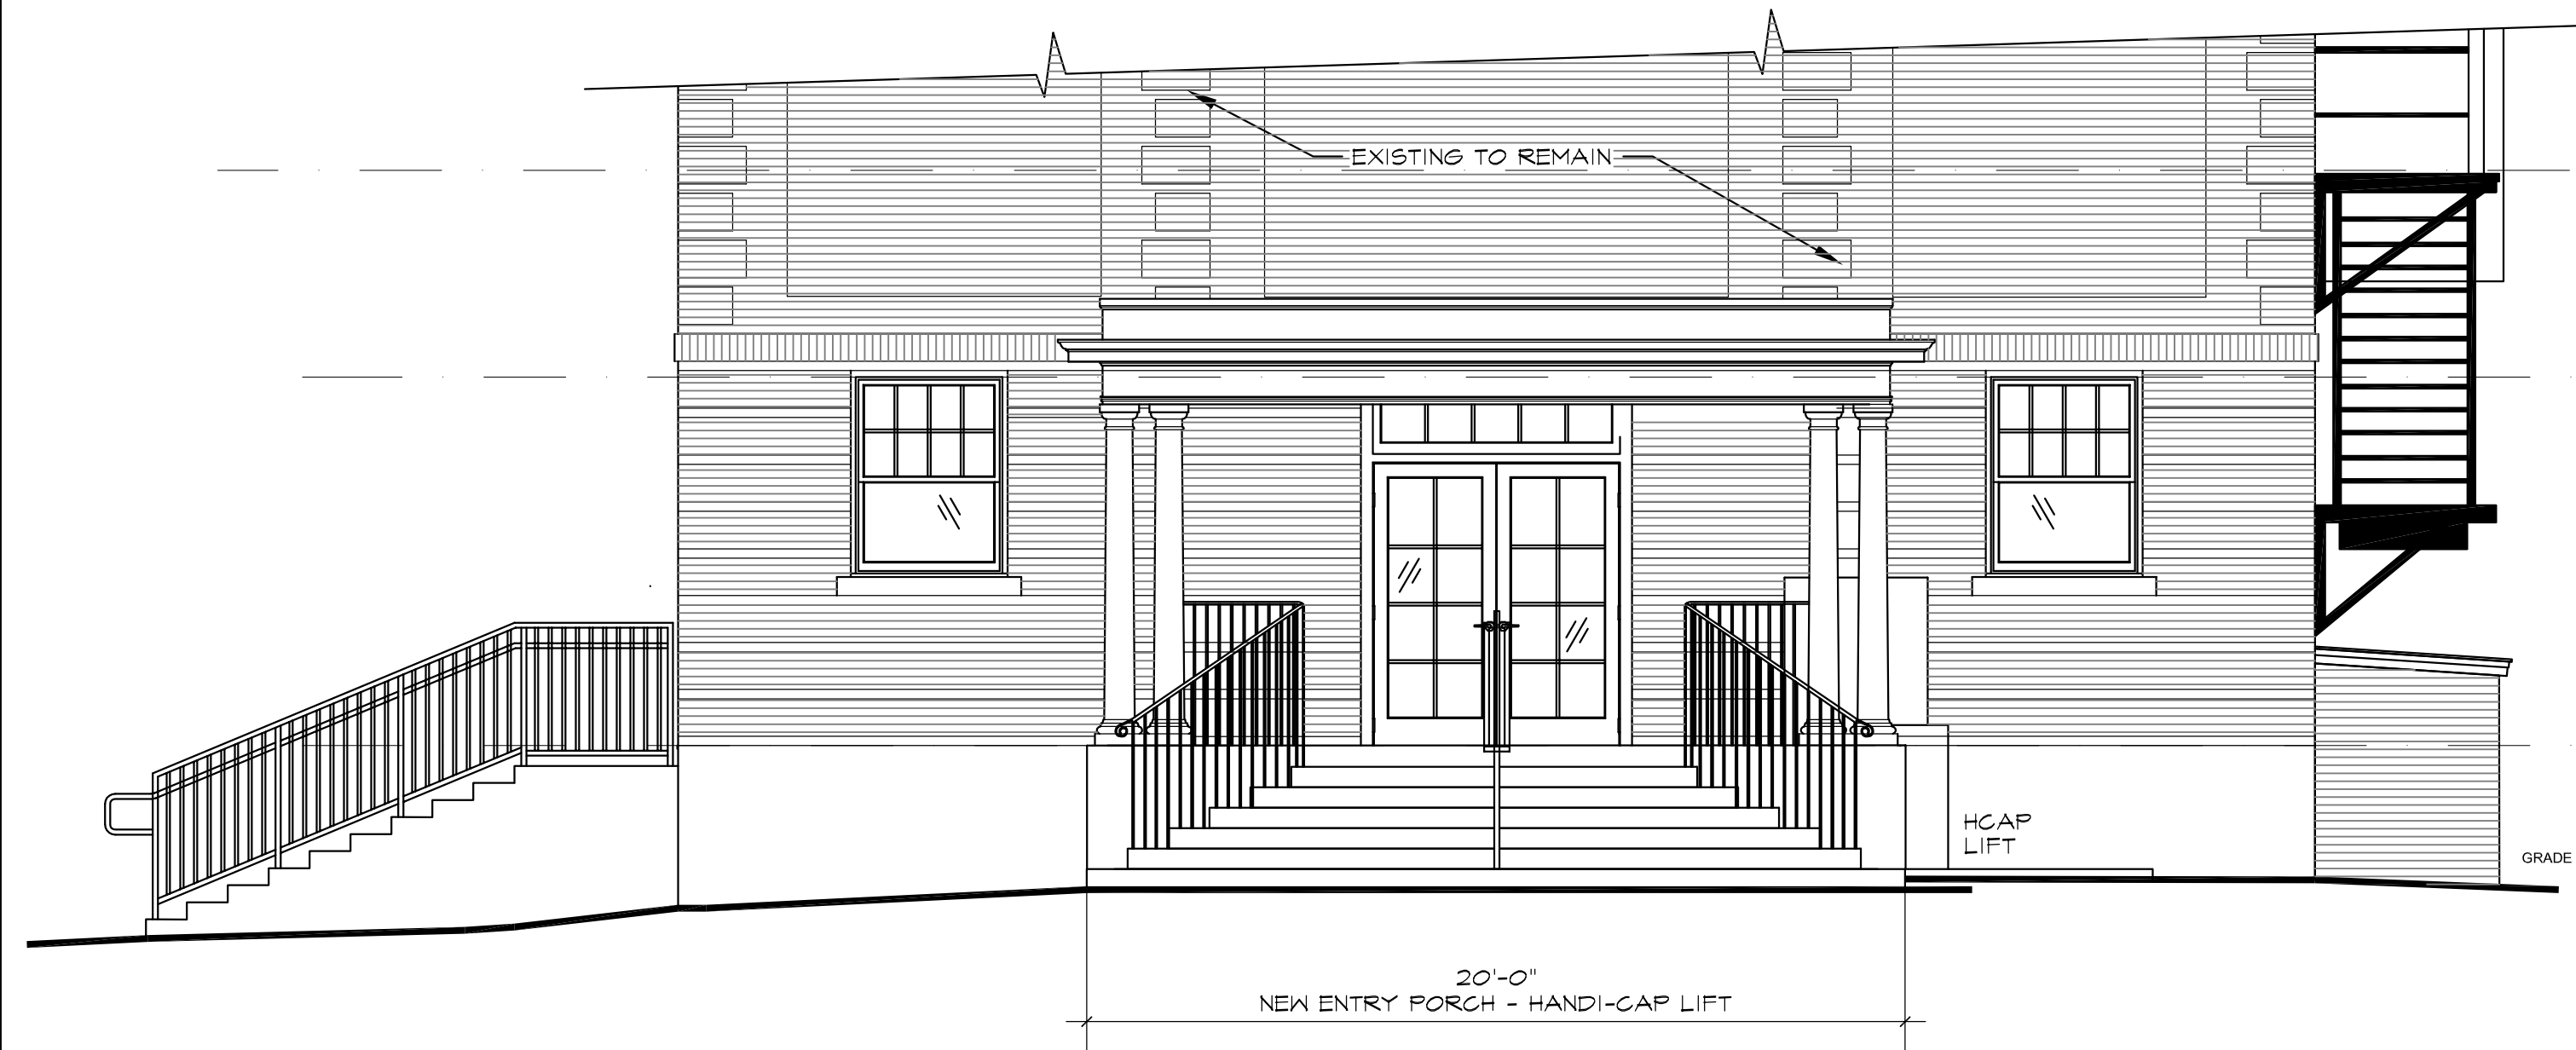 EXISTING TO REMAIN
HCAP
LIFT
GRADE
20'-0"
NEW ENTRY PORCH - HANDI-CAP LIFT